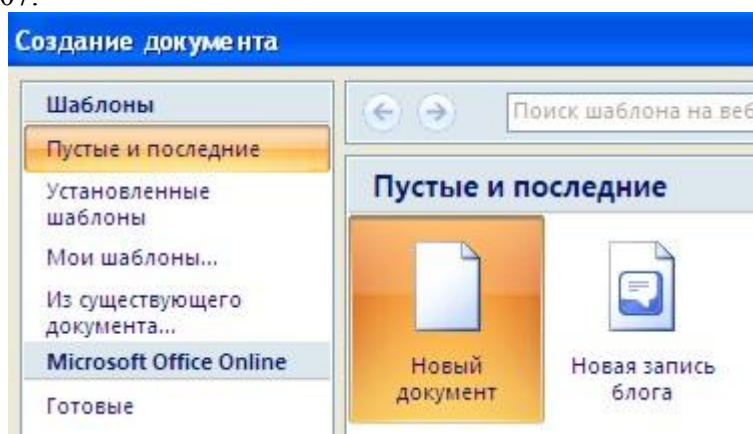 07.
Создание документа
Шаблоны
Пустые и последние
Установленные
шаблоны
Мои шаблоны...
Из существующего
документа...
Microsoft Office Online
Готовые
Поиск шаблона на веб
Пустые и последние
Новый
документ
Новая запись
блога